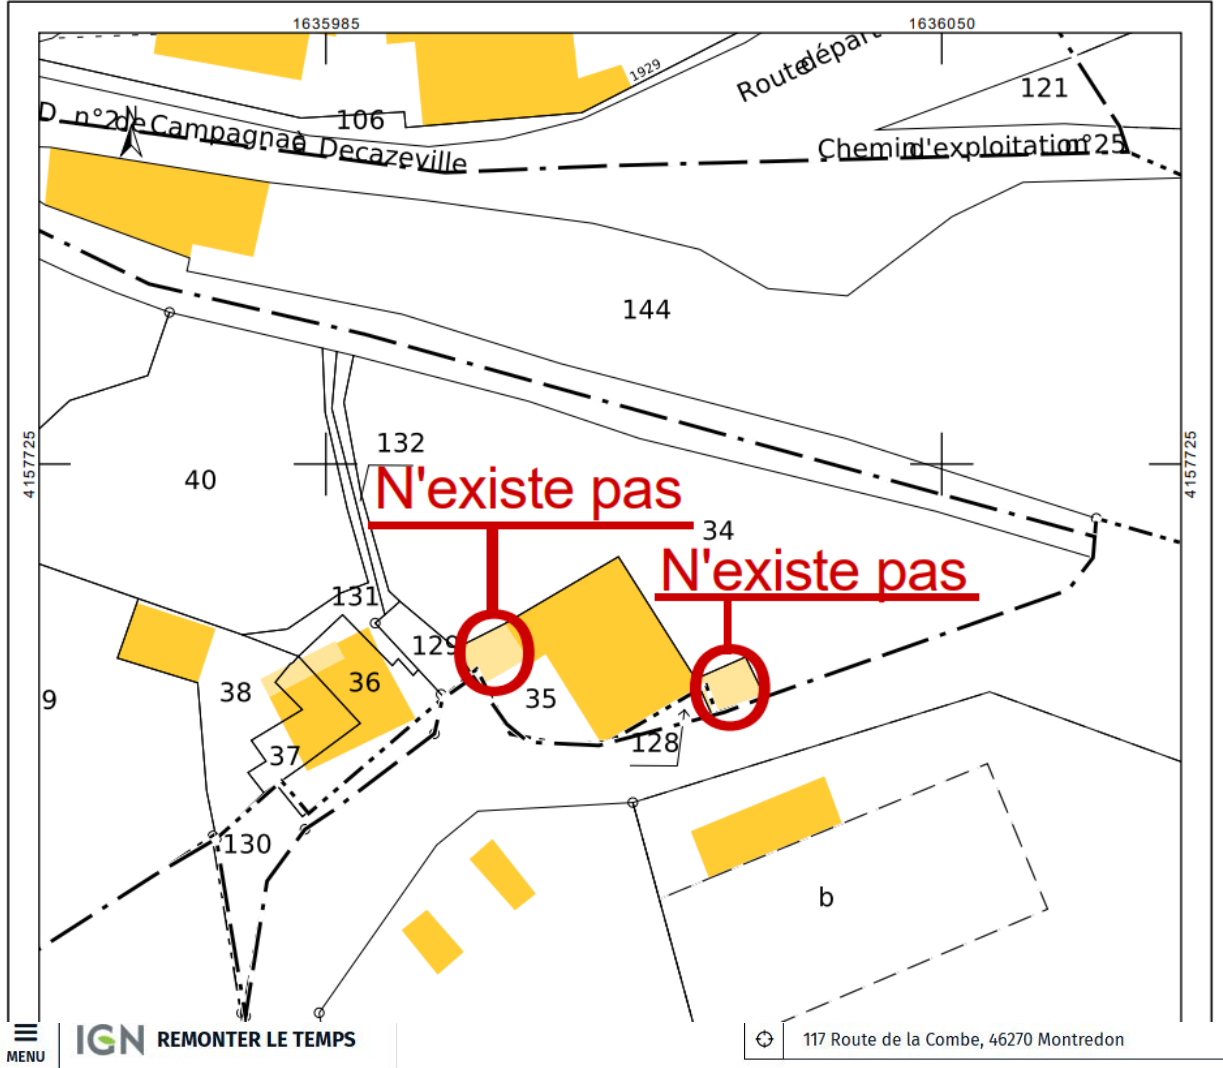 1635985
1636050
1929
Route départ
121
106
D n°2 de Campagnac à Decazeville
Chemin d'exploitation n°25
144
4157725
4157725
132
40
N'existe pas
34
N'existe pas
131
129
38
36
35
9
37
128
130
b
MENU
IGN REMONTER LE TEMPS
117 Route de la Combe, 46270 Montredon